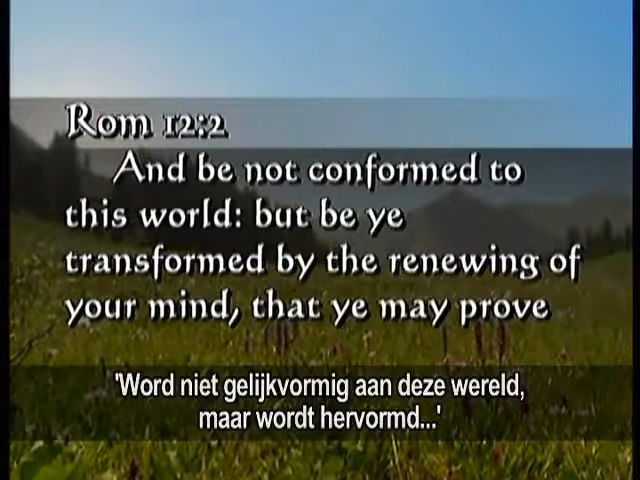 Rom 12:2
And be not conformed to
this world: but be ye
transformed by the renewing of
your mind, that ye may prove
'Word niet gelijkvormig aan deze wereld,
maar wordt hervormd...'